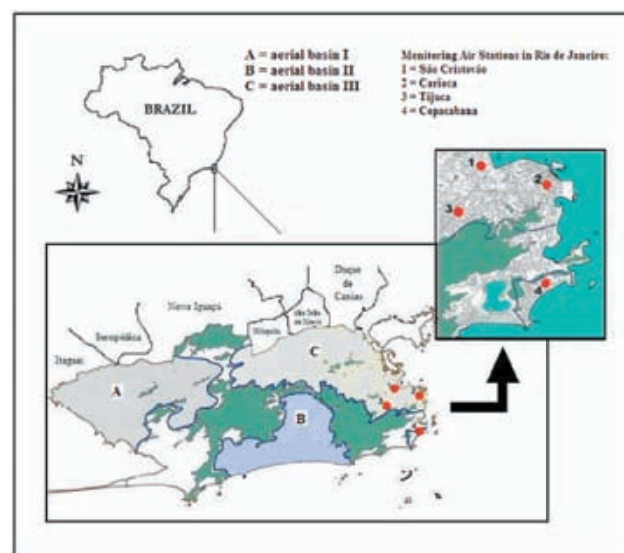 A = aerial basin I
B = aerial basin II
C = aerial basin III
Monitering Air Stations in Rio de Janeiro:
1 = São Cristovão
2 = Carioca
3 = Tijuca
4 = Copacabana
BRAZIL
N
1
2
3
4
Duque
de
Caxias
Nova Iguaçú
Nilópolis
São João
de Meriti
Seropédica
Itaguaí
A
C
B